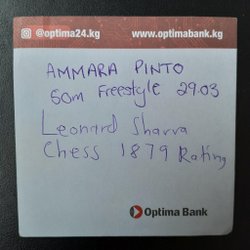 @optima24.kg www.optimabank.kg
AMMARA PINTO
50m Freestyle 29.03
Leonard Sharra
Chess 1879 Rating
Optima Bank